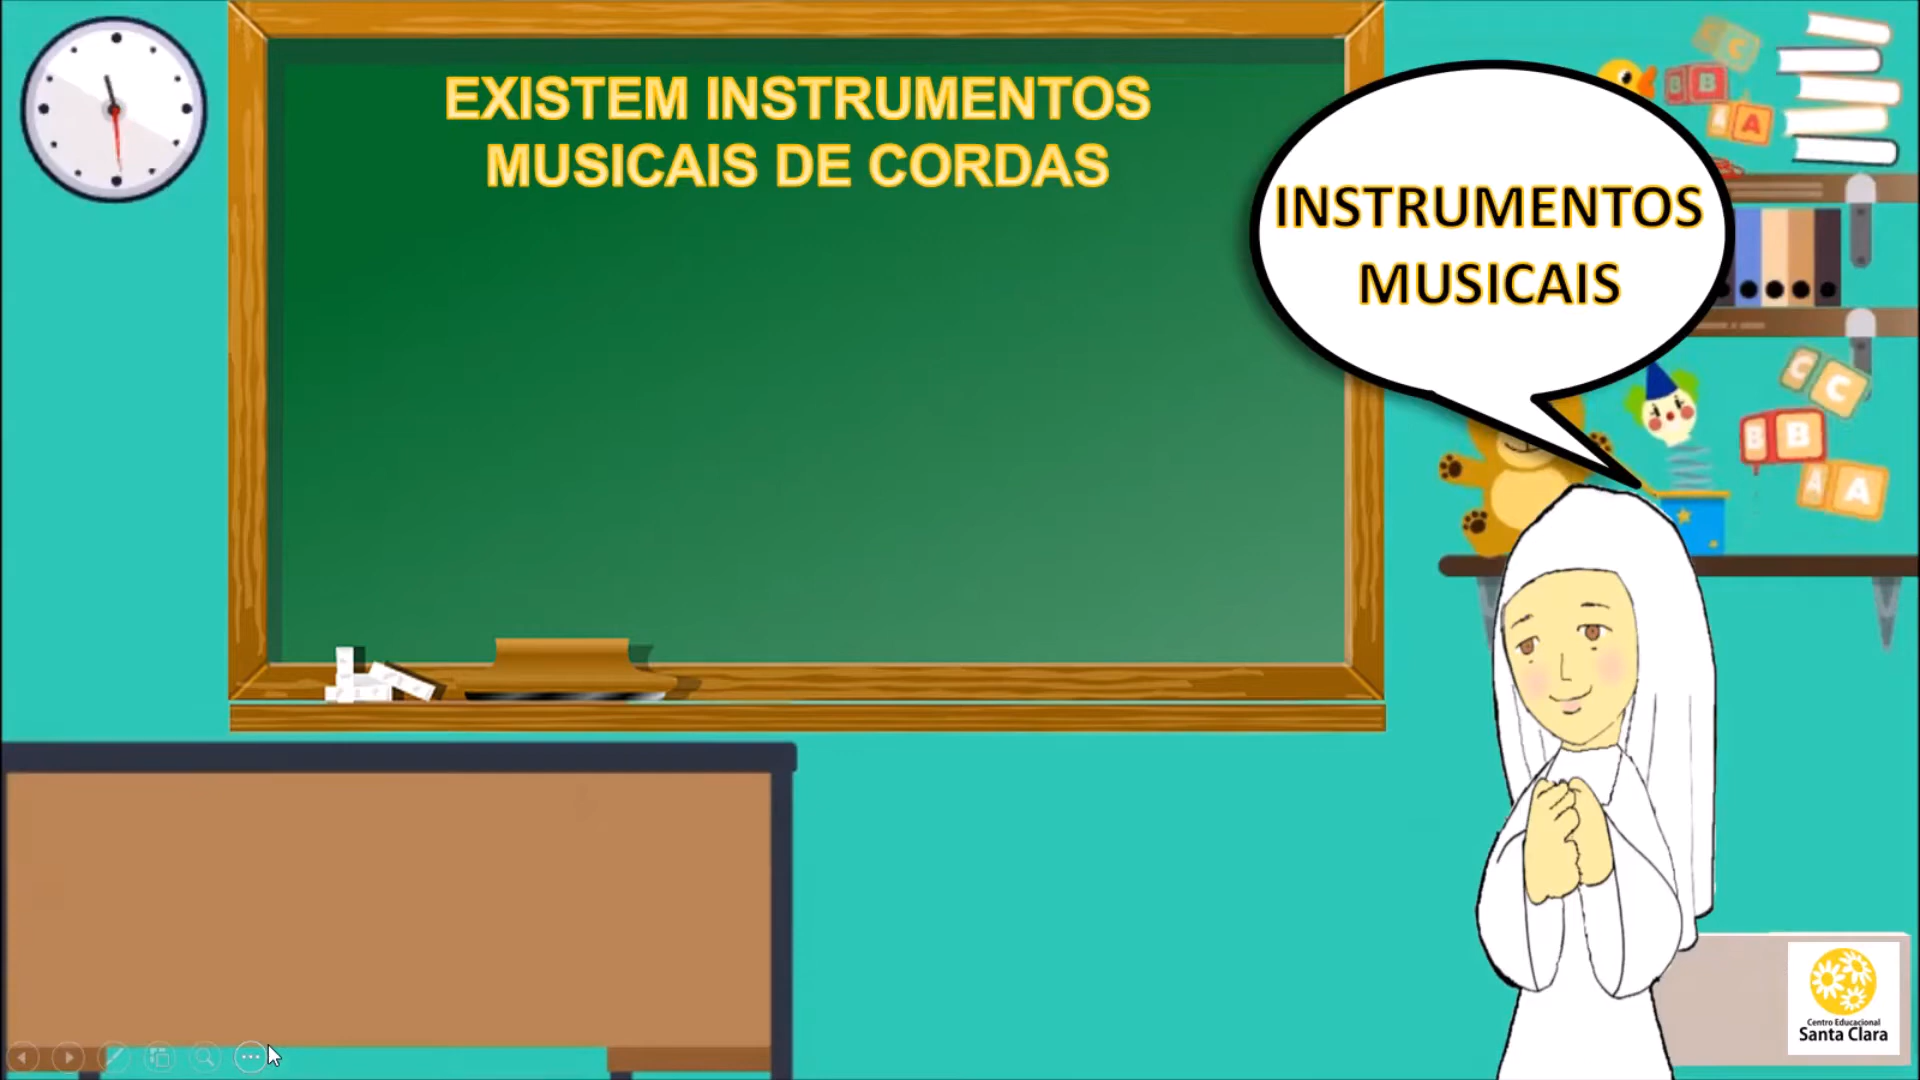 EXISTEM INSTRUMENTOS
MUSICAIS DE CORDAS
INSTRUMENTOS
MUSICAIS
C
B B
A A
C C
B B
A A
Centro Educacional
Santa Clara